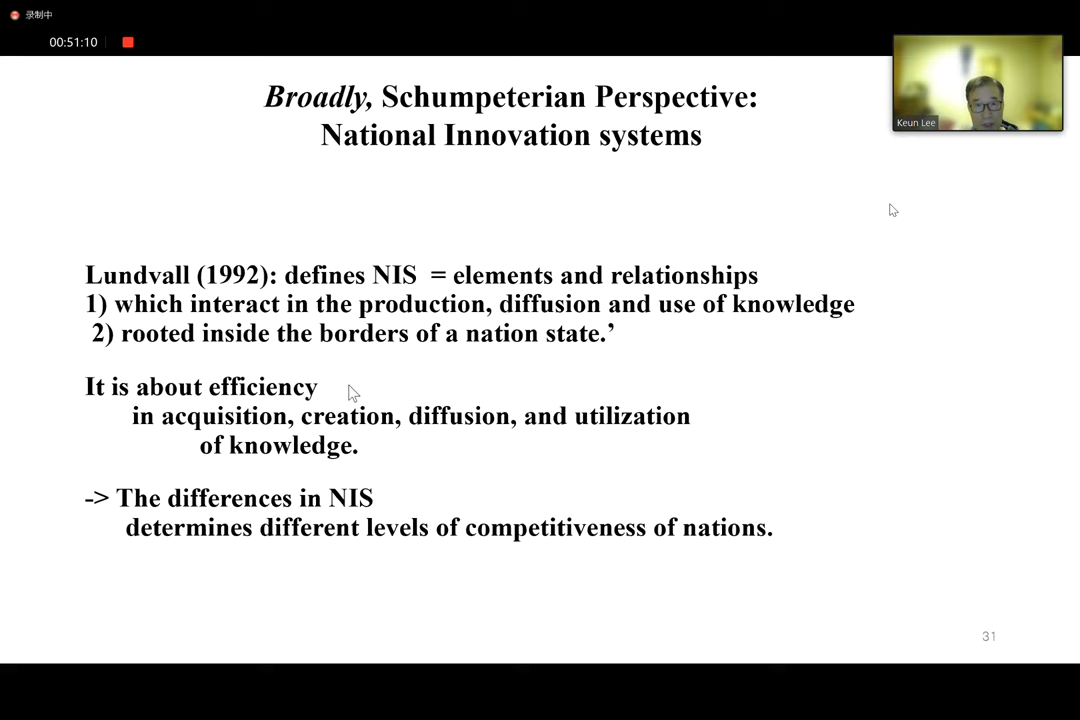 录制中
00:51:10
Broadly, Schumpeterian Perspective:
National Innovation systems
Keun Lee
Lundvall (1992): defines NIS = elements and relationships
1) which interact in the production, diffusion and use of knowledge
2) rooted inside the borders of a nation state.’
It is about efficiency
in acquisition, creation, diffusion, and utilization
of knowledge.
-> The differences in NIS
determines different levels of competitiveness of nations.
31